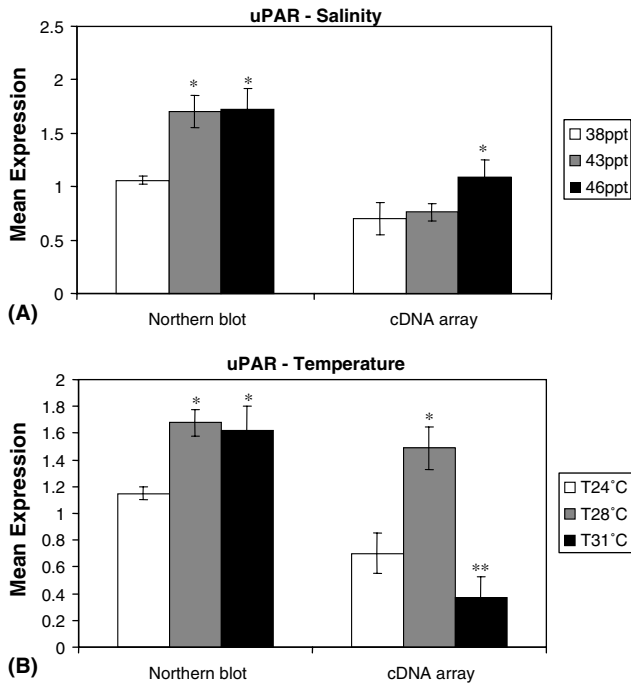 uPAR - Salinity
2.5
2
1.5
1
0.5
0
Mean Expression
* * *
38ppt
43ppt
46ppt
(A)
Northern blot cDNA array
uPAR - Temperature
2
1.8
1.6
1.4
1.2
1
0.8
0.6
0.4
0.2
0
Mean Expression
* * * **
T24°C
T28°C
T31°C
(B)
Northern blot cDNA array